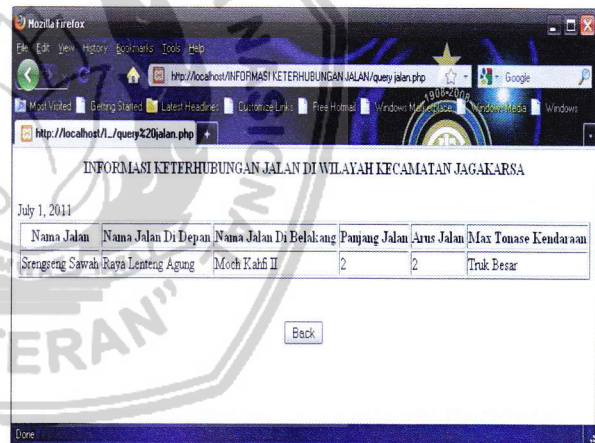 Mozilla Firefox
File Edit View History Bookmarks Tools Help
http://localhost/INFORMASI KETERHUBUNGAN JALAN/query jalan.php
Google
Most Visited Getting Started Latest Headlines Customize Links Free Hotmail Windows Marketplace Windows Media Windows
1908-2008
http://localhost/I.../query%20jalan.php
INFORMASI KETERHUBUNGAN JALAN DI WILAYAH KECAMATAN JAGAKARSA
July 1, 2011
Nama Jalan Nama Jalan Di Depan Nama Jalan Di Belakang Panjang Jalan Arus Jalan Max Tonase Kendaraan
Srengseng Sawah Raya Lenteng Agung Moch Kahfi II 2 2 Truk Besar
Back
Done